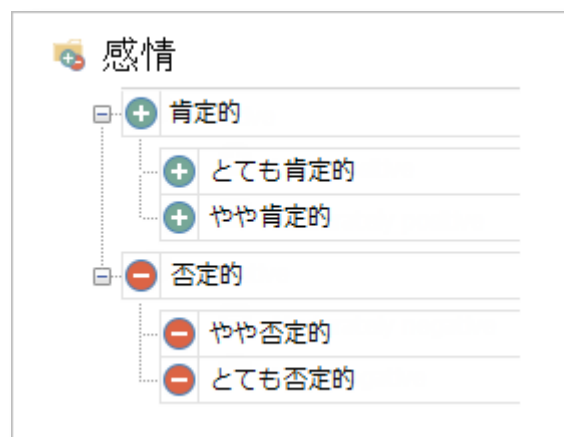 感情
肯定的
とても肯定的
やや肯定的
否定的
やや否定的
とても否定的